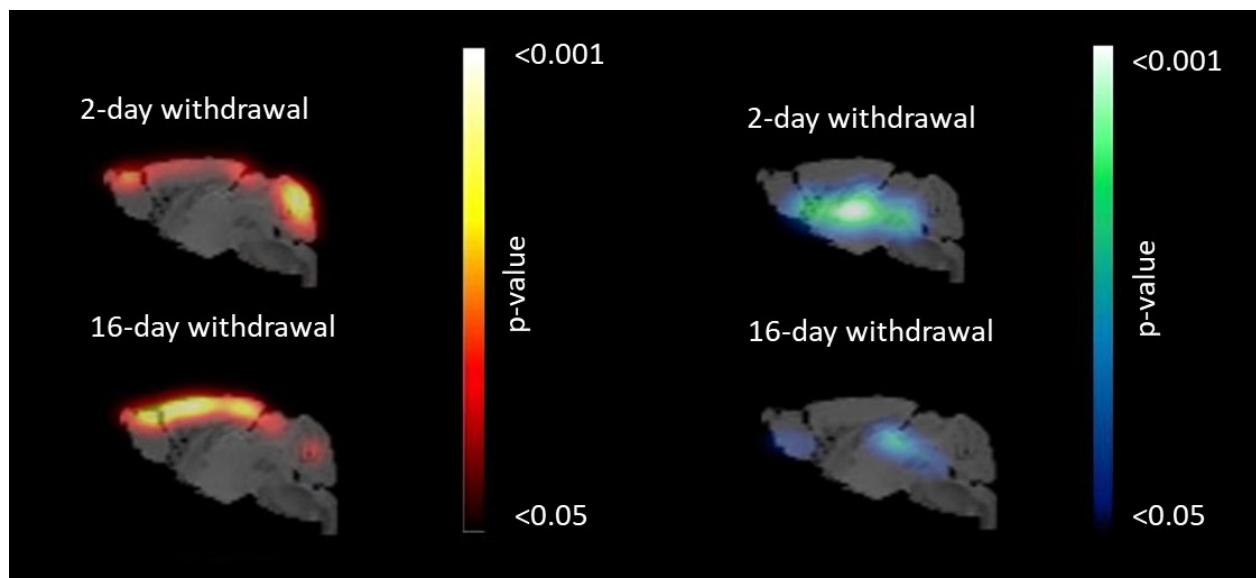 <0.001
2-day withdrawal
p-value
16-day withdrawal
<0.05
<0.001
2-day withdrawal
p-value
16-day withdrawal
<0.05